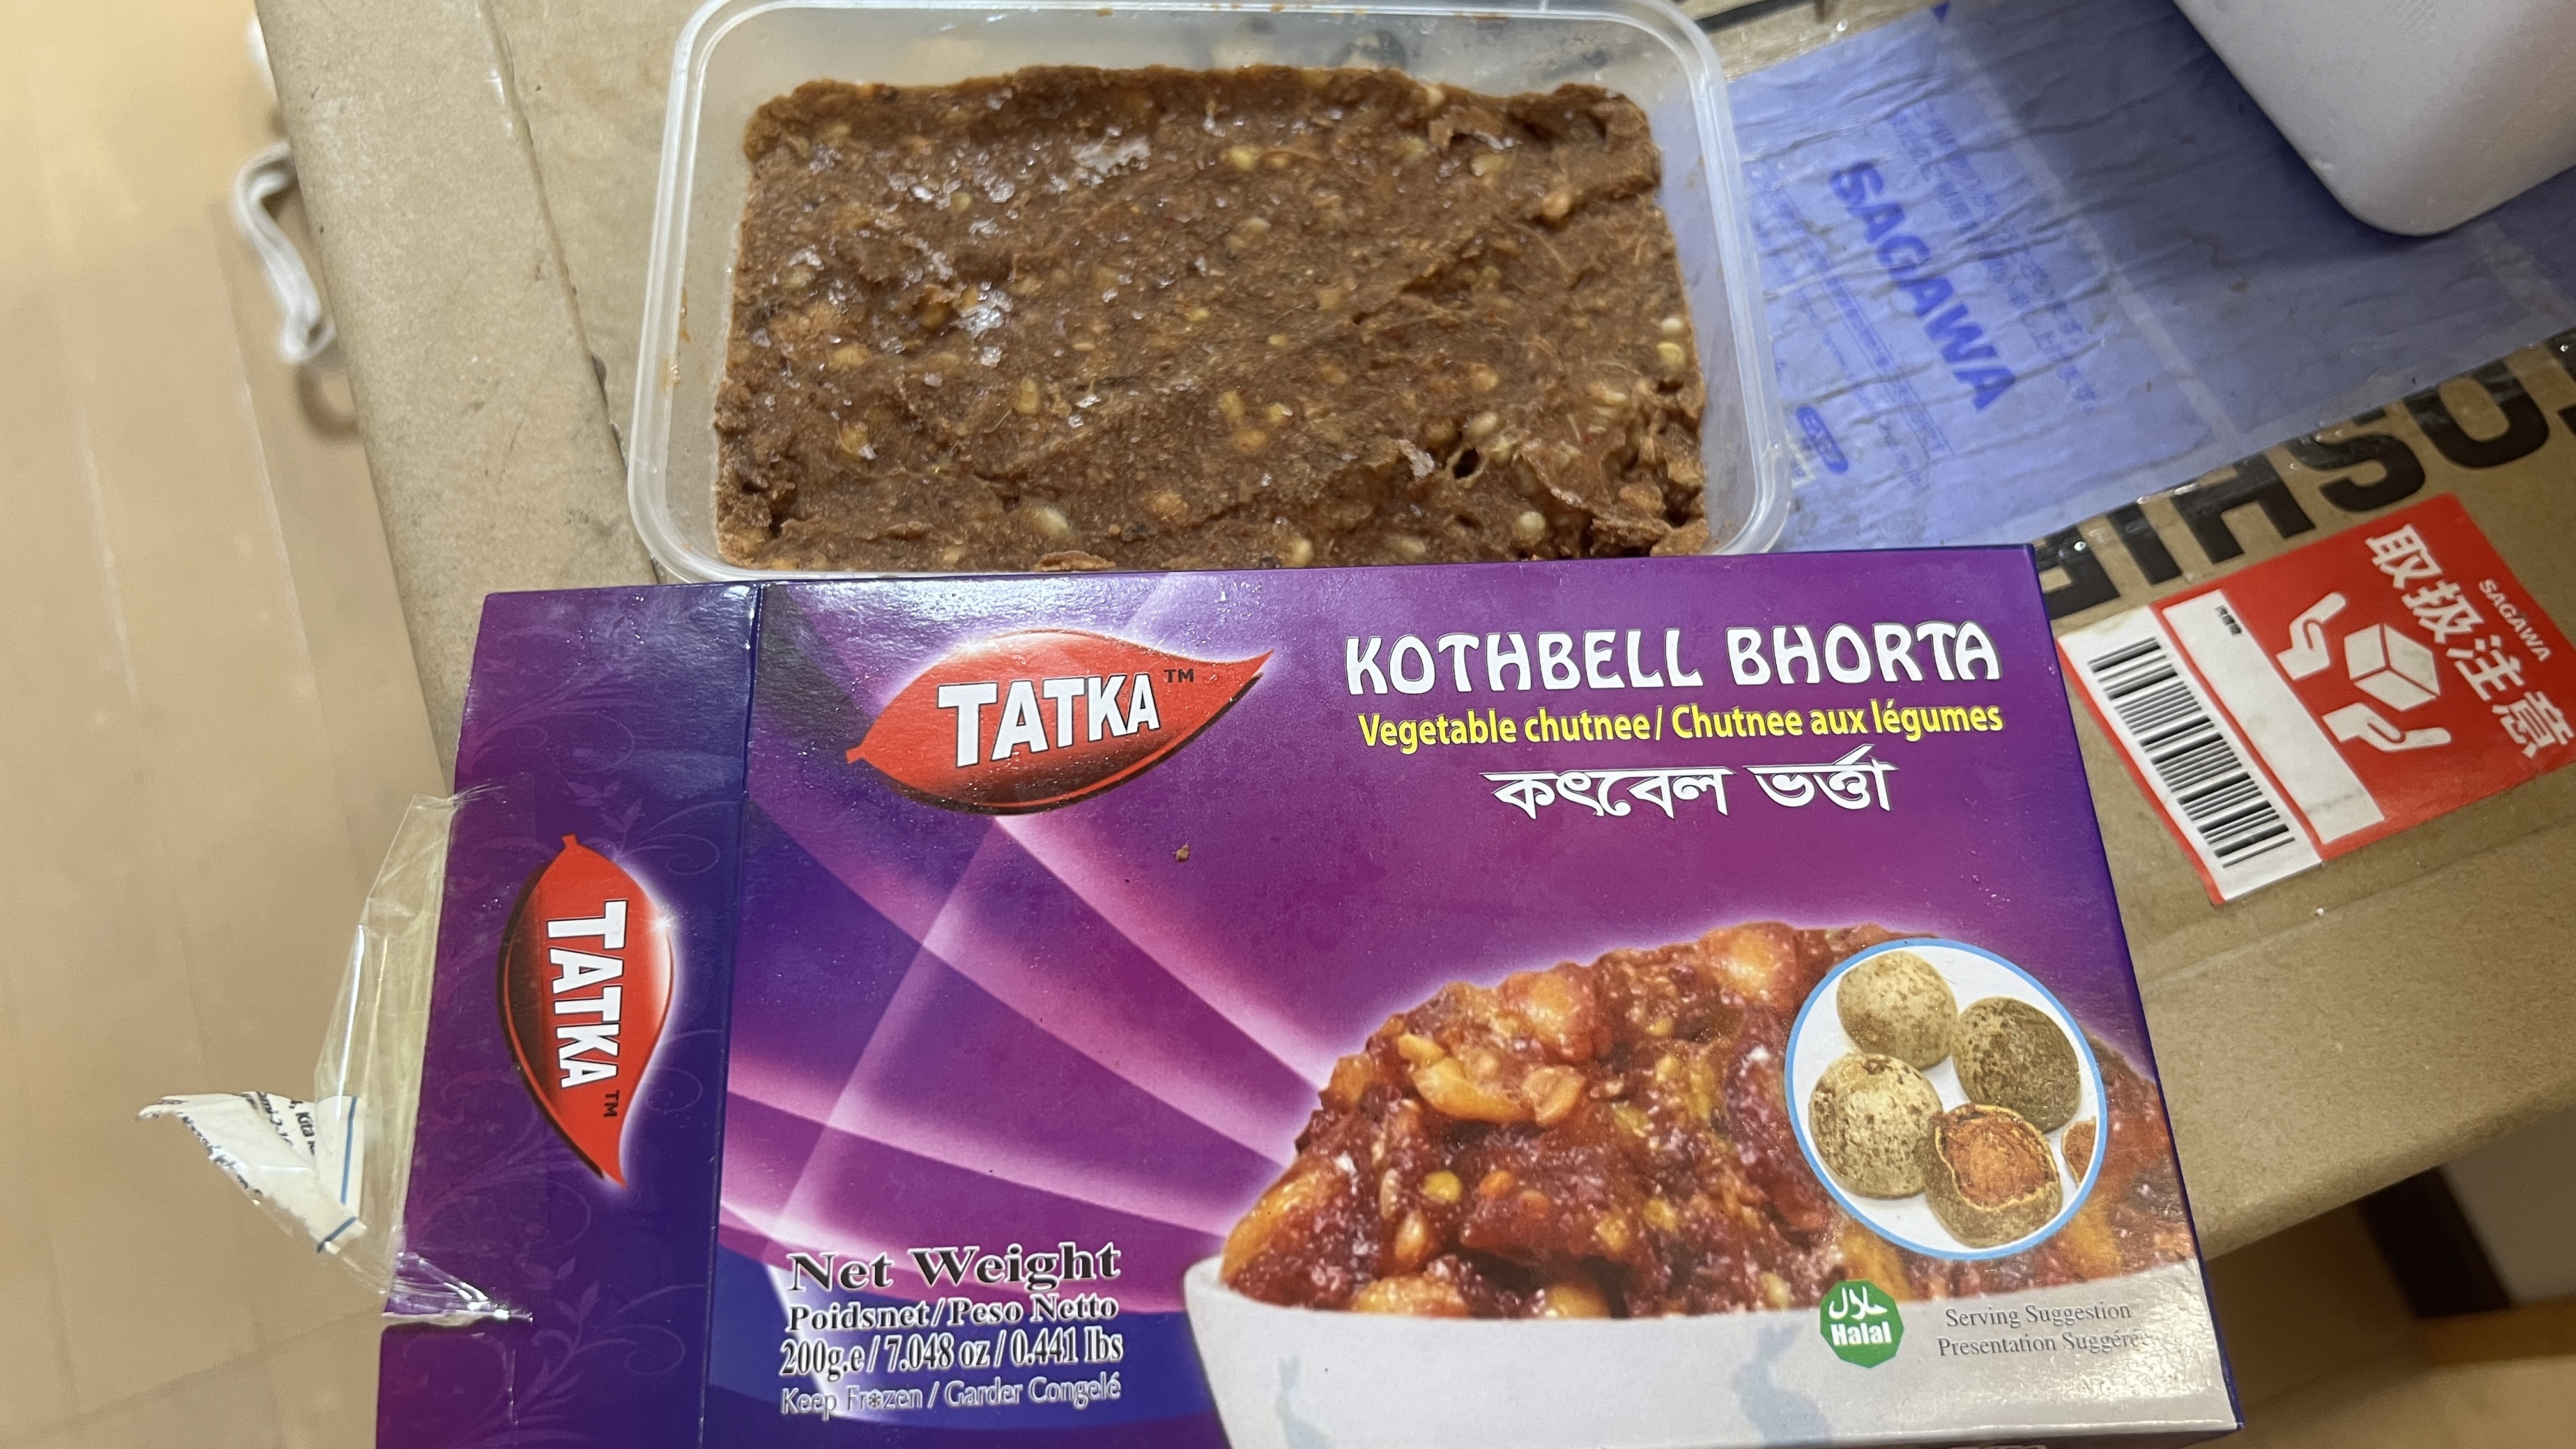 SAGAWA
OSHIP
SAGAWA
取扱注意
TATKA™
KOTHBELL BHORTA
Vegetable chutnee / Chutnee aux légumes
কৎবেল ভর্ত্তা
TATKA™
Net Weight
Poidsnet/Peso Netto
200g.e / 7.048 oz / 0.441 lbs
Keep Frozen / Garder Congelé
حلال
Halal
Serving Suggestion
Presentation Suggérée